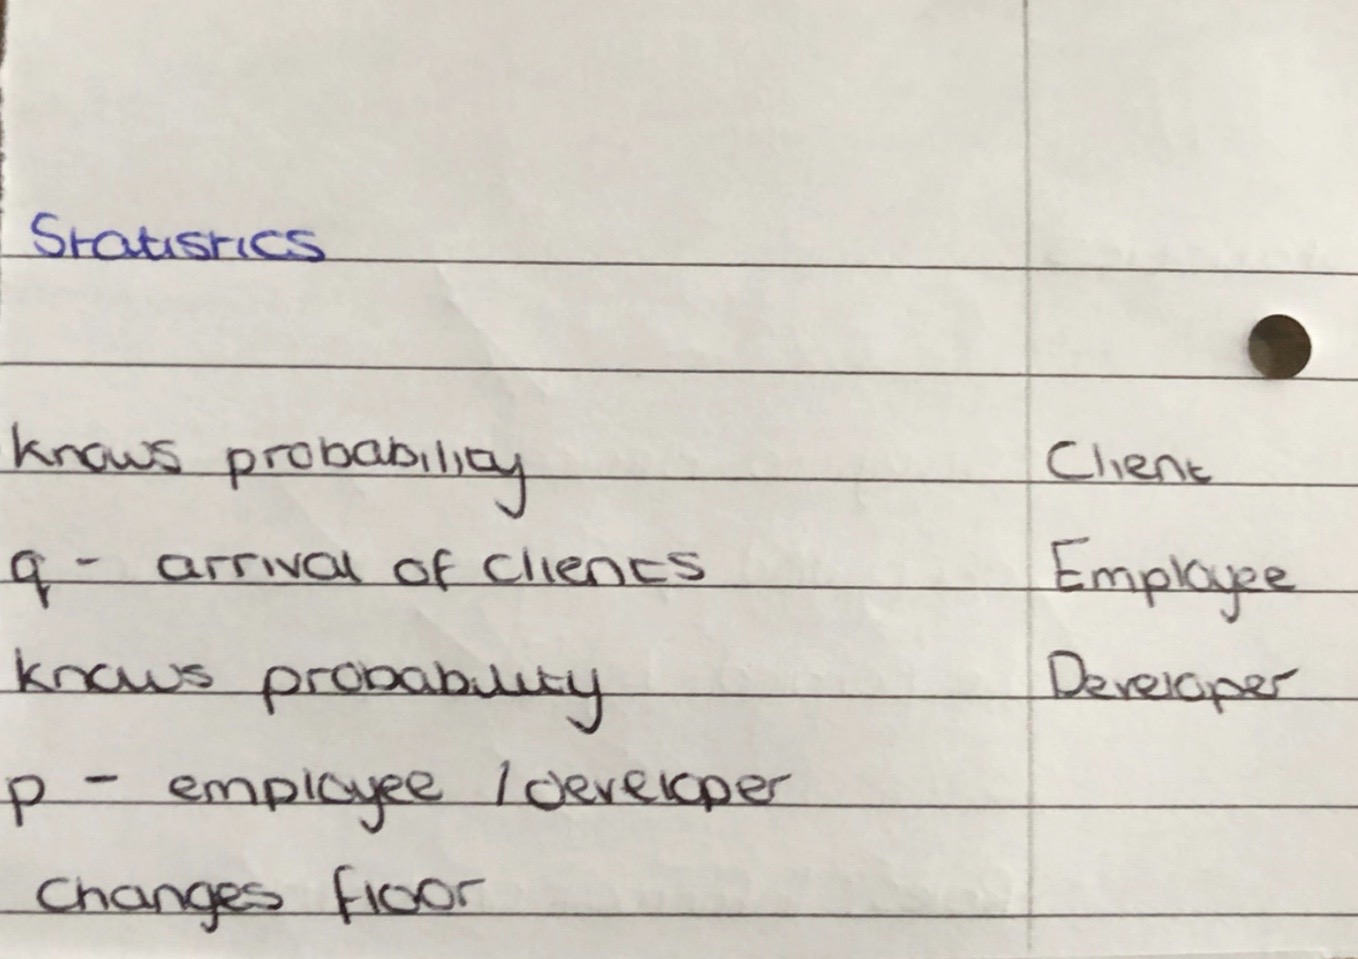 Statistics
knows probability
Client
q - arrival of clients
Employee
knows probability
Developer
p - employee / developer
changes floor